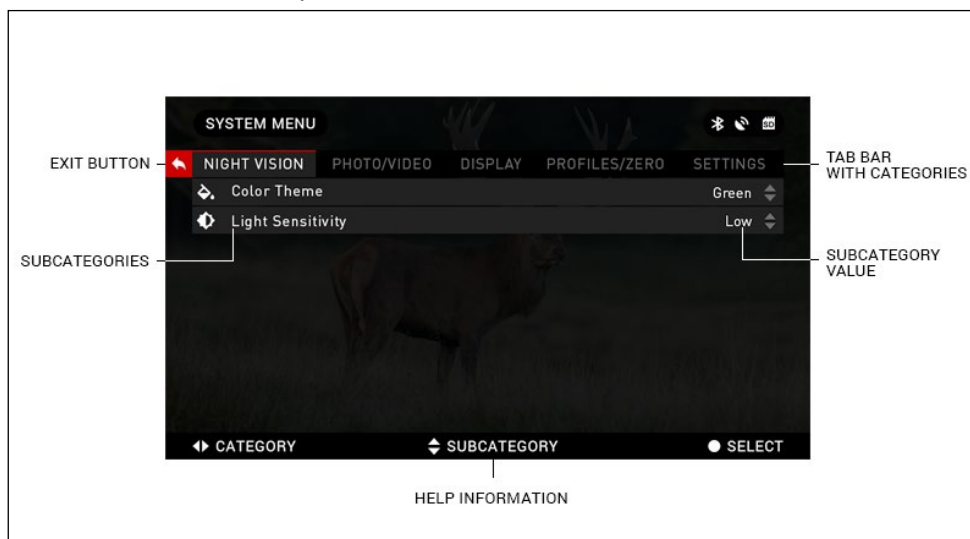 SYSTEM MENU
SD
EXIT BUTTON
NIGHT VISION PHOTO/VIDEO DISPLAY PROFILES/ZERO SETTINGS
TAB BAR
WITH CATEGORIES
Color Theme Green
Light Sensitivity Low
SUBCATEGORIES
SUBCATEGORY
VALUE
CATEGORY SUBCATEGORY SELECT
HELP INFORMATION